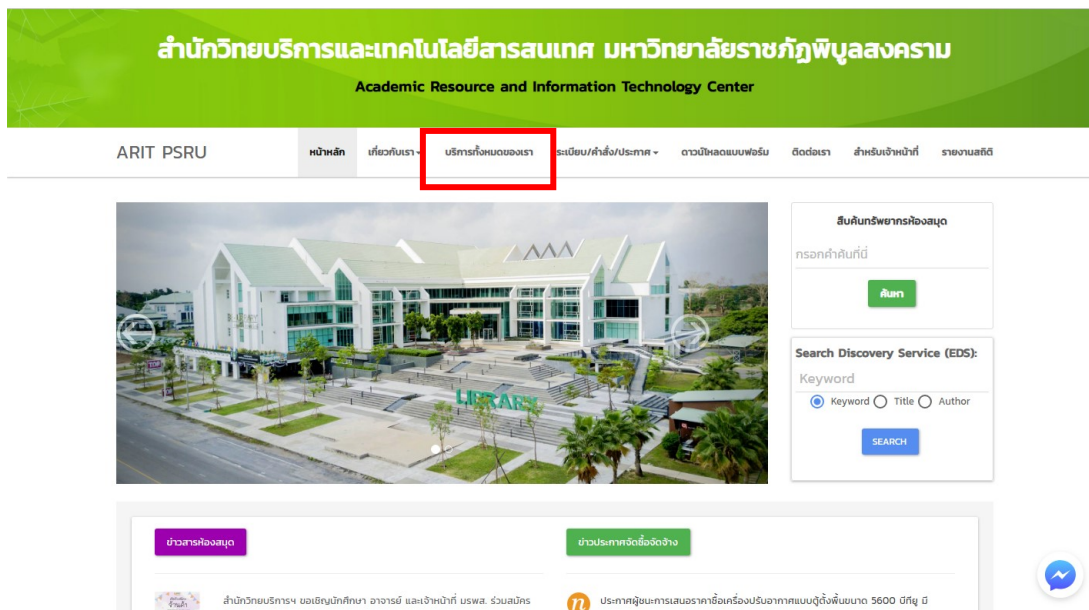 สำนักวิทยบริการและเทคโนโลยีสารสนเทศ มหาวิทยาลัยราชภัฏพิบูลสงคราม
Academic Resource and Information Technology Center
ARIT PSRU
หน้าหลัก เกี่ยวกับเรา บริการทั้งหมดของเรา ระเบียบ/คำสั่ง/ประกาศ ดาวน์โหลดแบบฟอร์ม ติดต่อเรา สำหรับเจ้าหน้าที่ รายงานสถิติ
LIBRARY
สืบค้นทรัพยากรห้องสมุด
กรอกคำค้นที่นี่
ค้นหา
Search Discovery Service (EDS):
Keyword
Keyword Title Author
SEARCH
ข่าวสารห้องสมุด
สำนักวิทยบริการฯ ขอเชิญนักศึกษา อาจารย์ และเจ้าหน้าที่ มรพส. ร่วมสมัคร
ข่าวประกาศจัดซื้อจัดจ้าง
ประกาศผู้ชนะการเสนอราคาซื้อเครื่องปรับอากาศแบบตู้ตั้งพื้นขนาด 5600 บีทียู มี